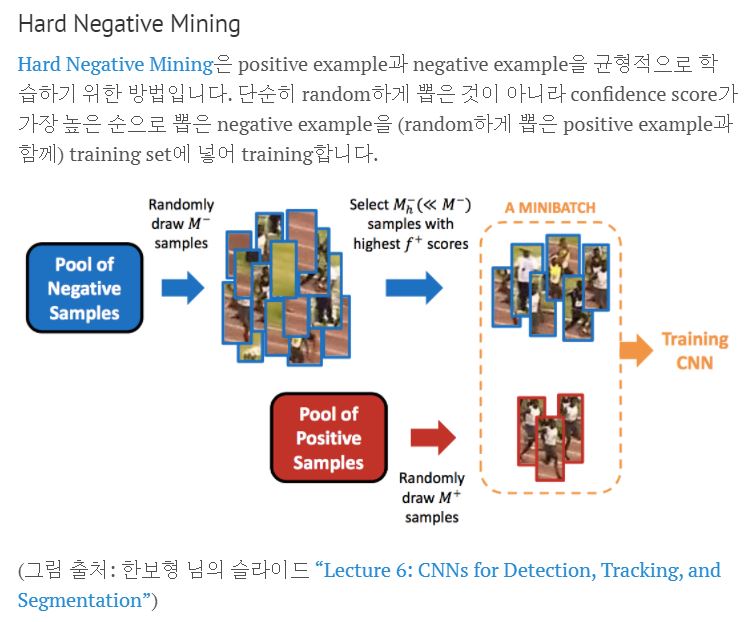 Hard Negative Mining
Hard Negative Mining은 positive example과 negative example을 균형적으로 학
습하기 위한 방법입니다. 단순히 random하게 뽑은 것이 아니라 confidence score가
가장 높은 순으로 뽑은 negative example을 (random하게 뽑은 positive example과
함께) training set에 넣어 training합니다.
Randomly
draw M⁻
samples
Select Mₕ⁻(≪ M⁻)
samples with
highest f⁺ scores
A MINIBATCH
Pool of
Negative
Samples
Training
CNN
Pool of
Positive
Samples
Randomly
draw M⁺
samples
(그림 출처: 한보형 님의 슬라이드 “Lecture 6: CNNs for Detection, Tracking, and
Segmentation”)